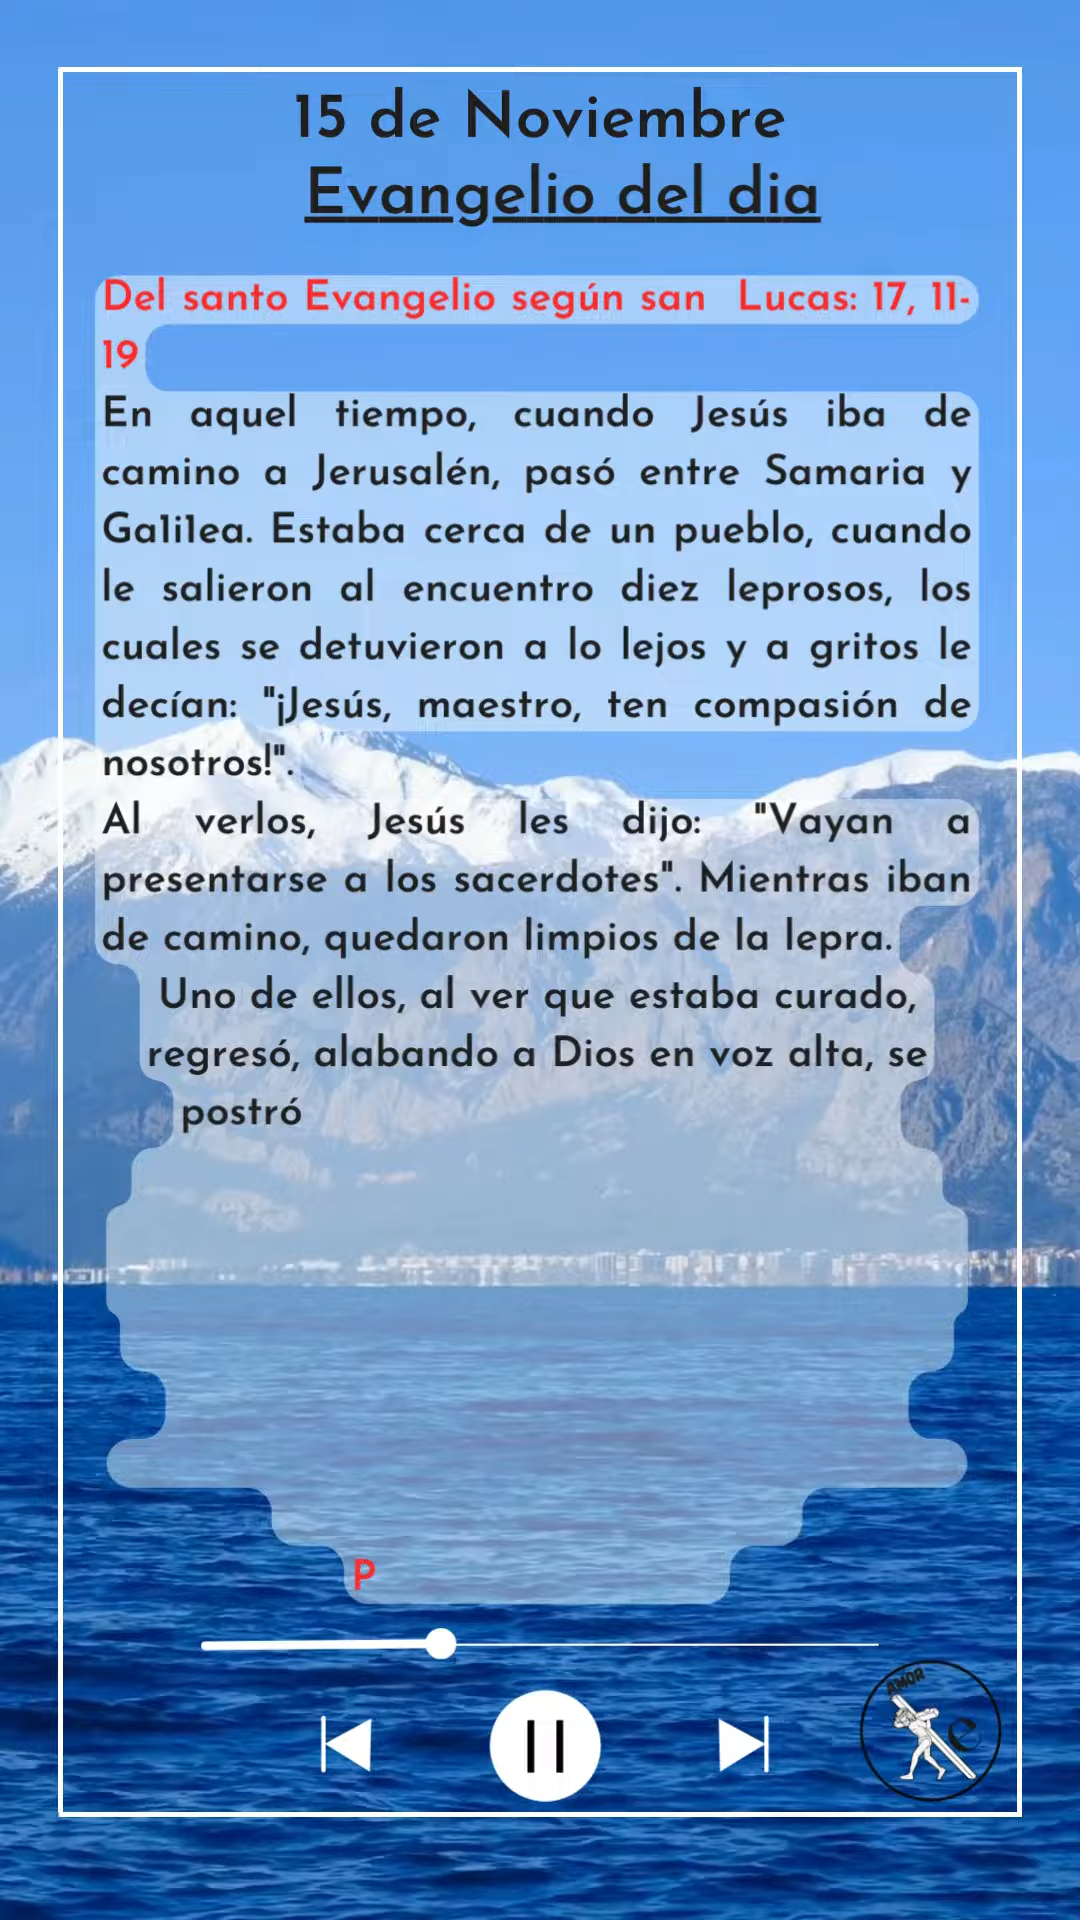 15 de Noviembre
Evangelio del dia
Del santo Evangelio según san Lucas: 17, 11-
19
En aquel tiempo, cuando Jesús iba de
camino a Jerusalén, pasó entre Samaria y
Ga1i1ea. Estaba cerca de un pueblo, cuando
le salieron al encuentro diez leprosos, los
cuales se detuvieron a lo lejos y a gritos le
decían: "¡Jesús, maestro, ten compasión de
nosotros!".
Al verlos, Jesús les dijo: "Vayan a
presentarse a los sacerdotes". Mientras iban
de camino, quedaron limpios de la lepra.
Uno de ellos, al ver que estaba curado,
regresó, alabando a Dios en voz alta, se
postró
P
AMOR
e